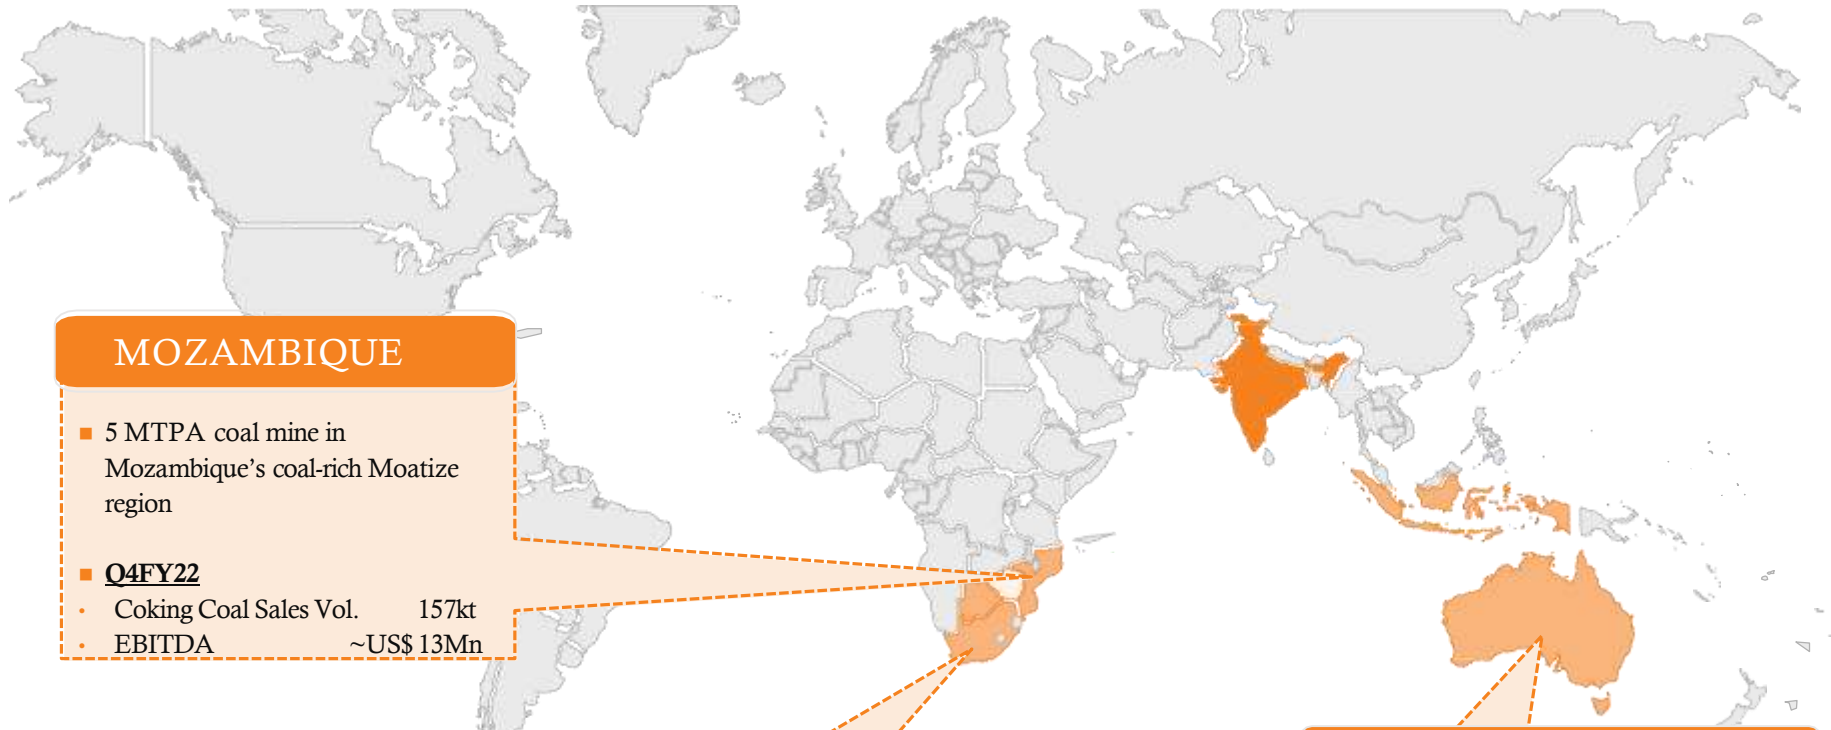 MOZAMBIQUE
■ 5 MTPA coal mine in
Mozambique’s coal-rich Moatize
region
■ Q4FY22
• Coking Coal Sales Vol. 157kt
• EBITDA ~US$ 13Mn